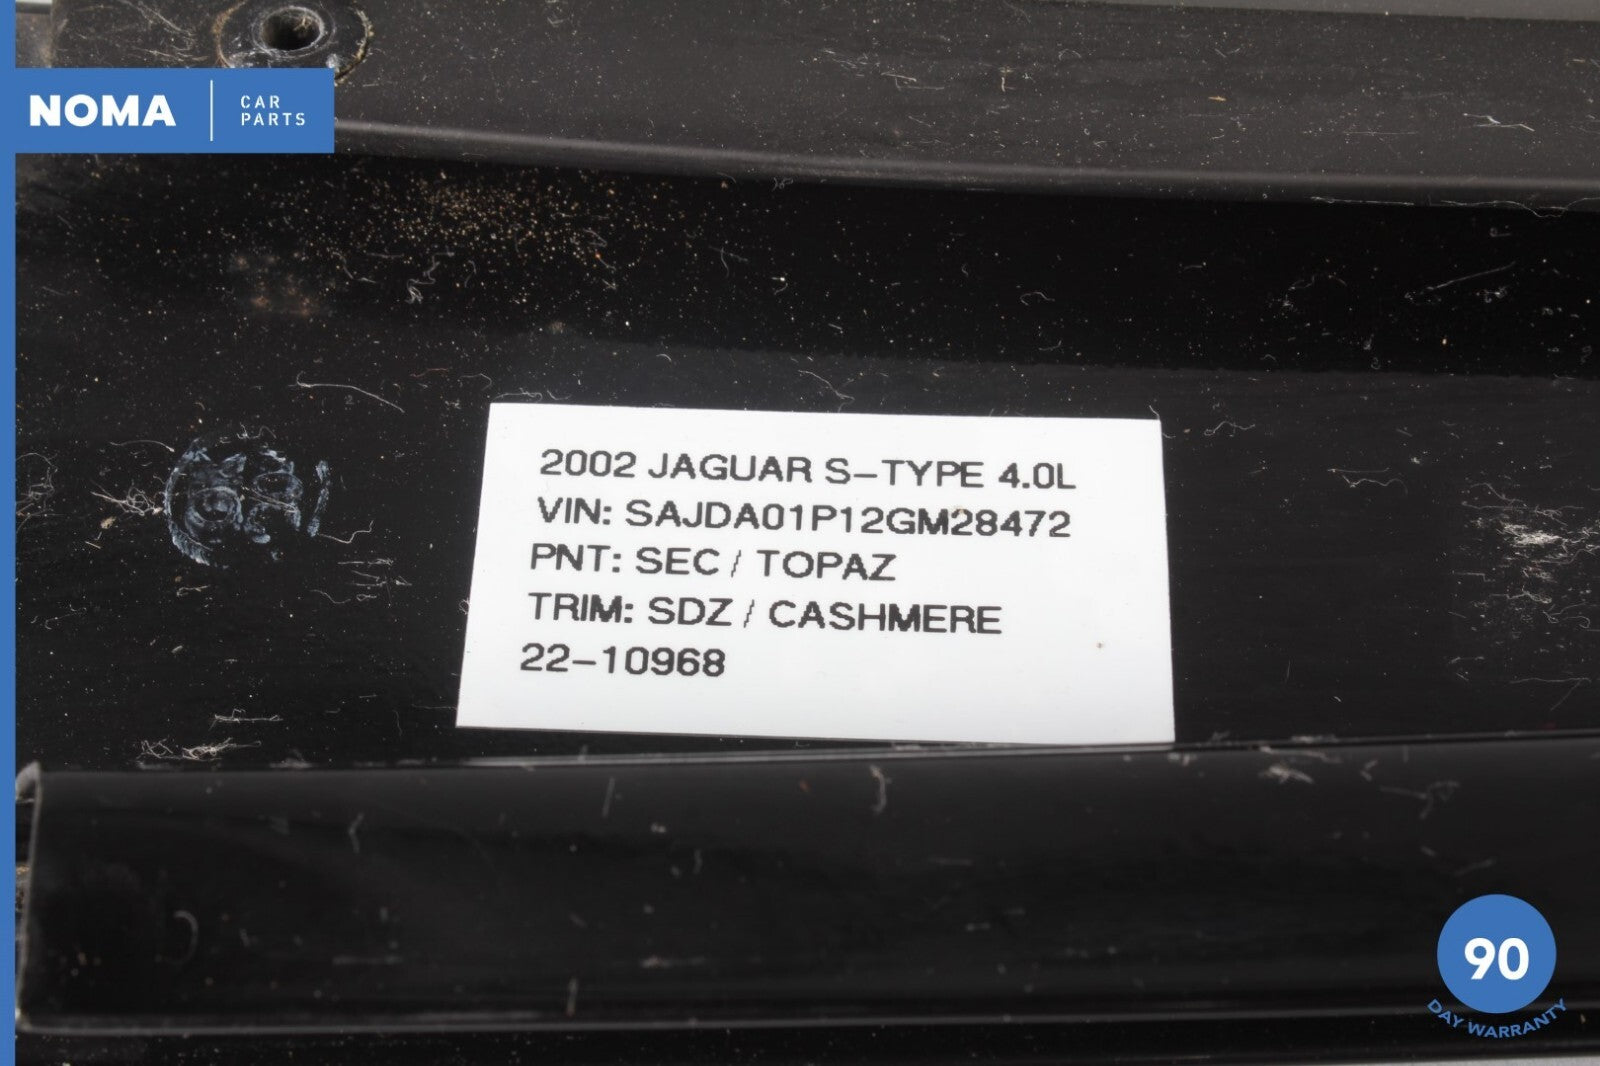 NOMA
CAR
PARTS
2002 JAGUAR S-TYPE 4.0L
VIN: SAJDA01P12GM28472
PNT: SEC / TOPAZ
TRIM: SDZ / CASHMERE
22-10968
90
DAY WARRANTY